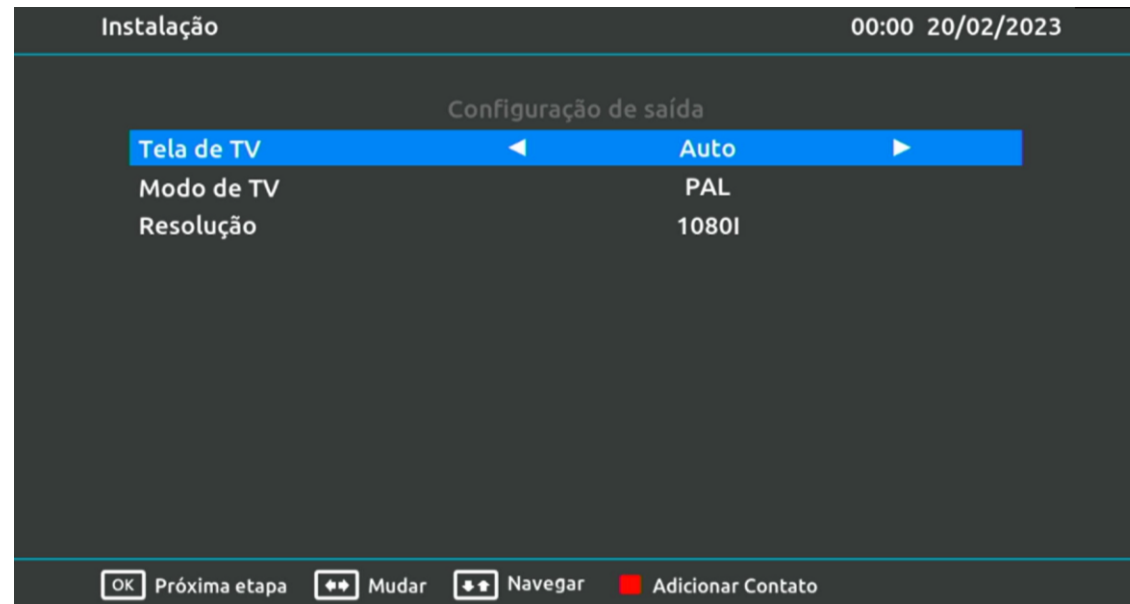 Instalação 00:00 20/02/2023
Configuração de saída
Tela de TV Auto
Modo de TV PAL
Resolução 1080I
OK Próxima etapa Mudar Navegar Adicionar Contato